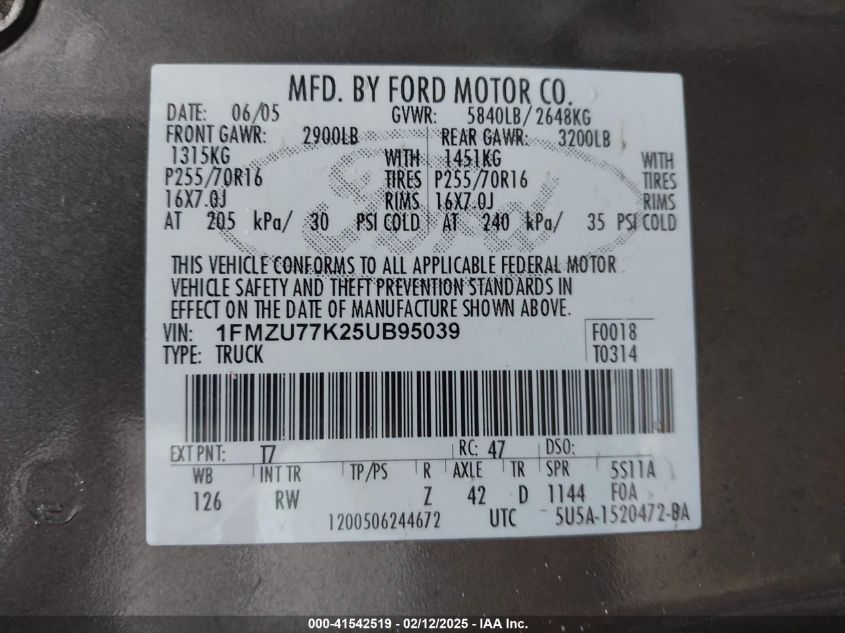 MFD. BY FORD MOTOR CO.
DATE: 06/05 GVWR: 5840LB/2648KG
FRONT GAWR: 2900LB REAR GAWR: 3200LB
1315KG WITH 1451KG WITH
P255/70R16 TIRES P255/70R16 TIRES
16X7.0J RIMS 16X7.0J RIMS
AT 205 kPa/ 30 PSI COLD AT 240 kPa/ 35 PSI COLD
Ford
THIS VEHICLE CONFORMS TO ALL APPLICABLE FEDERAL MOTOR
VEHICLE SAFETY AND THEFT PREVENTION STANDARDS IN
EFFECT ON THE DATE OF MANUFACTURE SHOWN ABOVE.
VIN: 1FMZU77K25UB95039 F0018
TYPE: TRUCK T0314
EXT PNT: T7 RC: 47 DSO:
WB INT TR TP/PS R AXLE TR SPR 5S11A
126 RW Z 42 D 1144 F0A
1200506244672 UTC 5U5A-1520472-BA
000-41542519 - 02/12/2025 - IAA Inc.